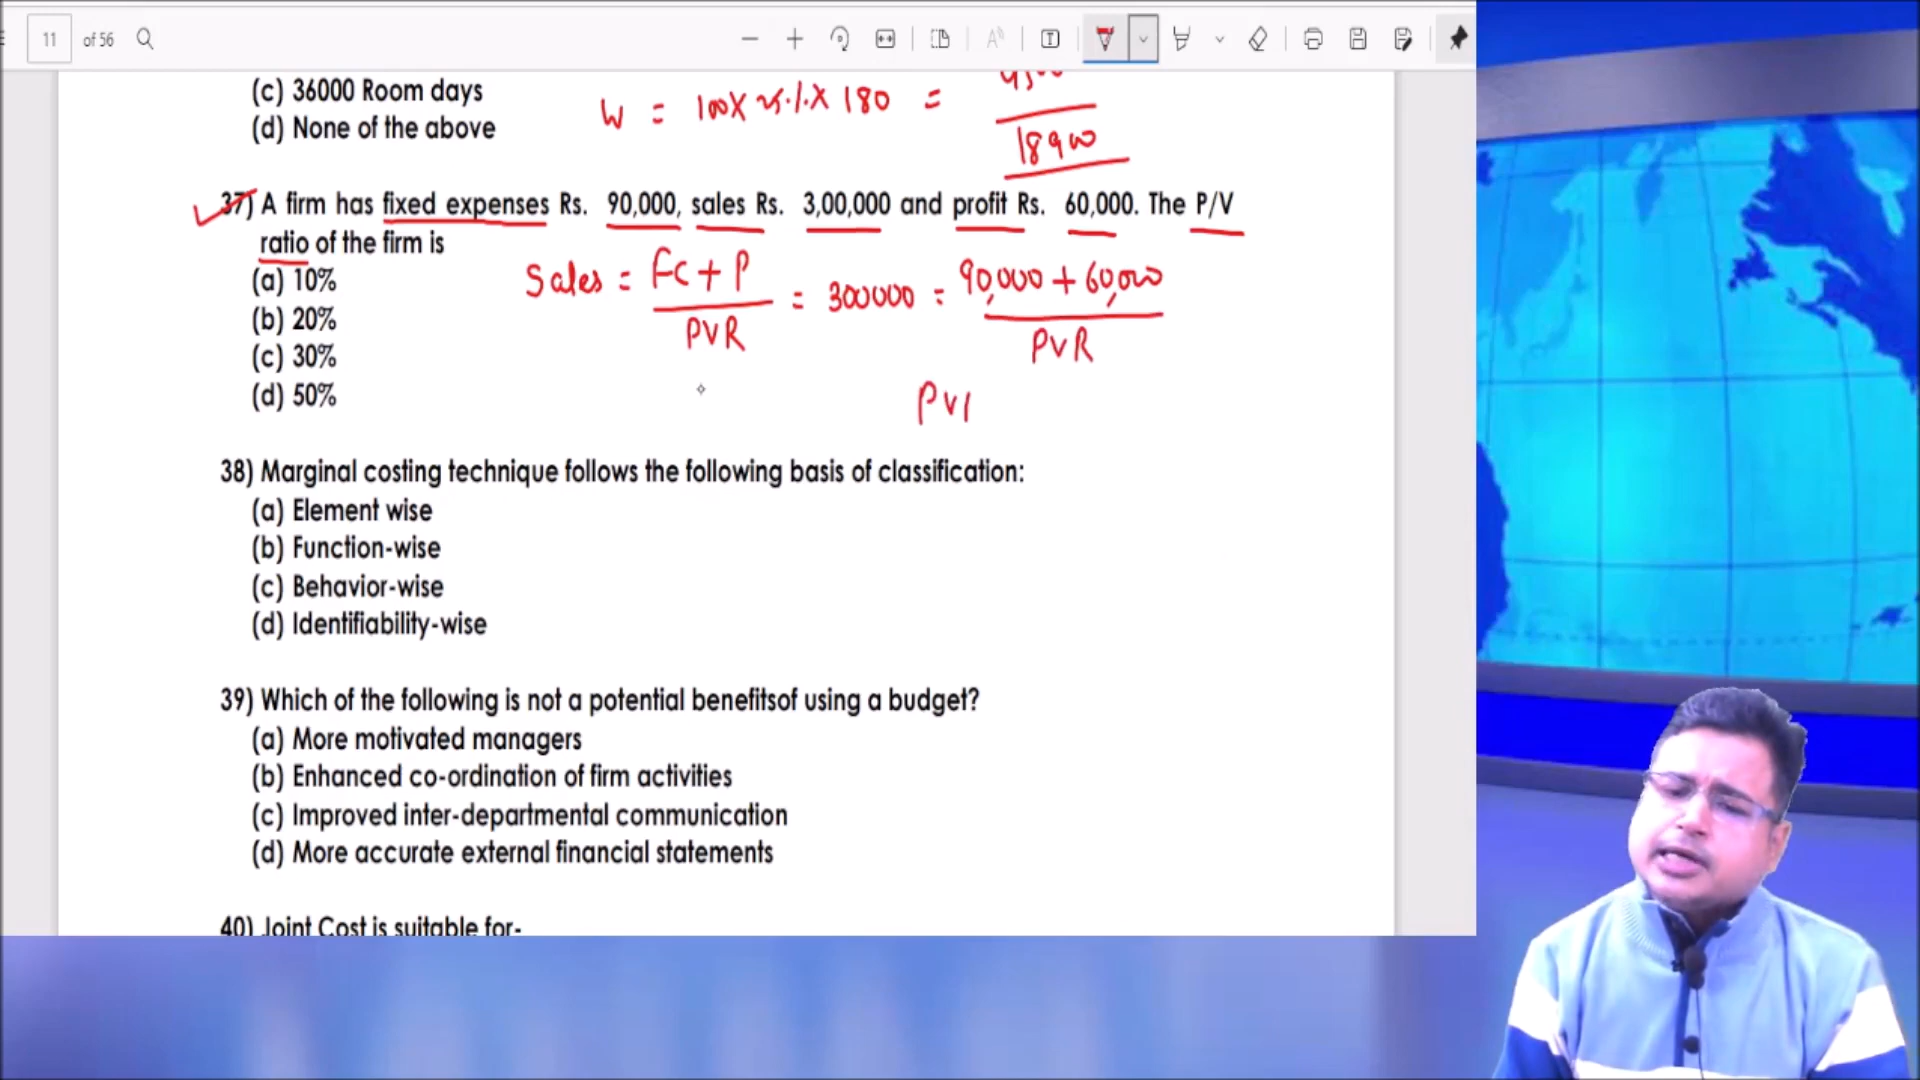 11 of 56
(c) 36000 Room days
(d) None of the above
W = 100 X 25% X 180 =
18900
37) A firm has fixed expenses Rs. 90,000, sales Rs. 3,00,000 and profit Rs. 60,000. The P/V
ratio of the firm is
(a) 10%
(b) 20%
(c) 30%
(d) 50%
Sales = FC + P / PVR = 300000 = 90,000 + 60,000 / PVR
PV
38) Marginal costing technique follows the following basis of classification:
(a) Element wise
(b) Function-wise
(c) Behavior-wise
(d) Identifiability-wise
39) Which of the following is not a potential benefitsof using a budget?
(a) More motivated managers
(b) Enhanced co-ordination of firm activities
(c) Improved inter-departmental communication
(d) More accurate external financial statements
40) Joint Cost is suitable for-